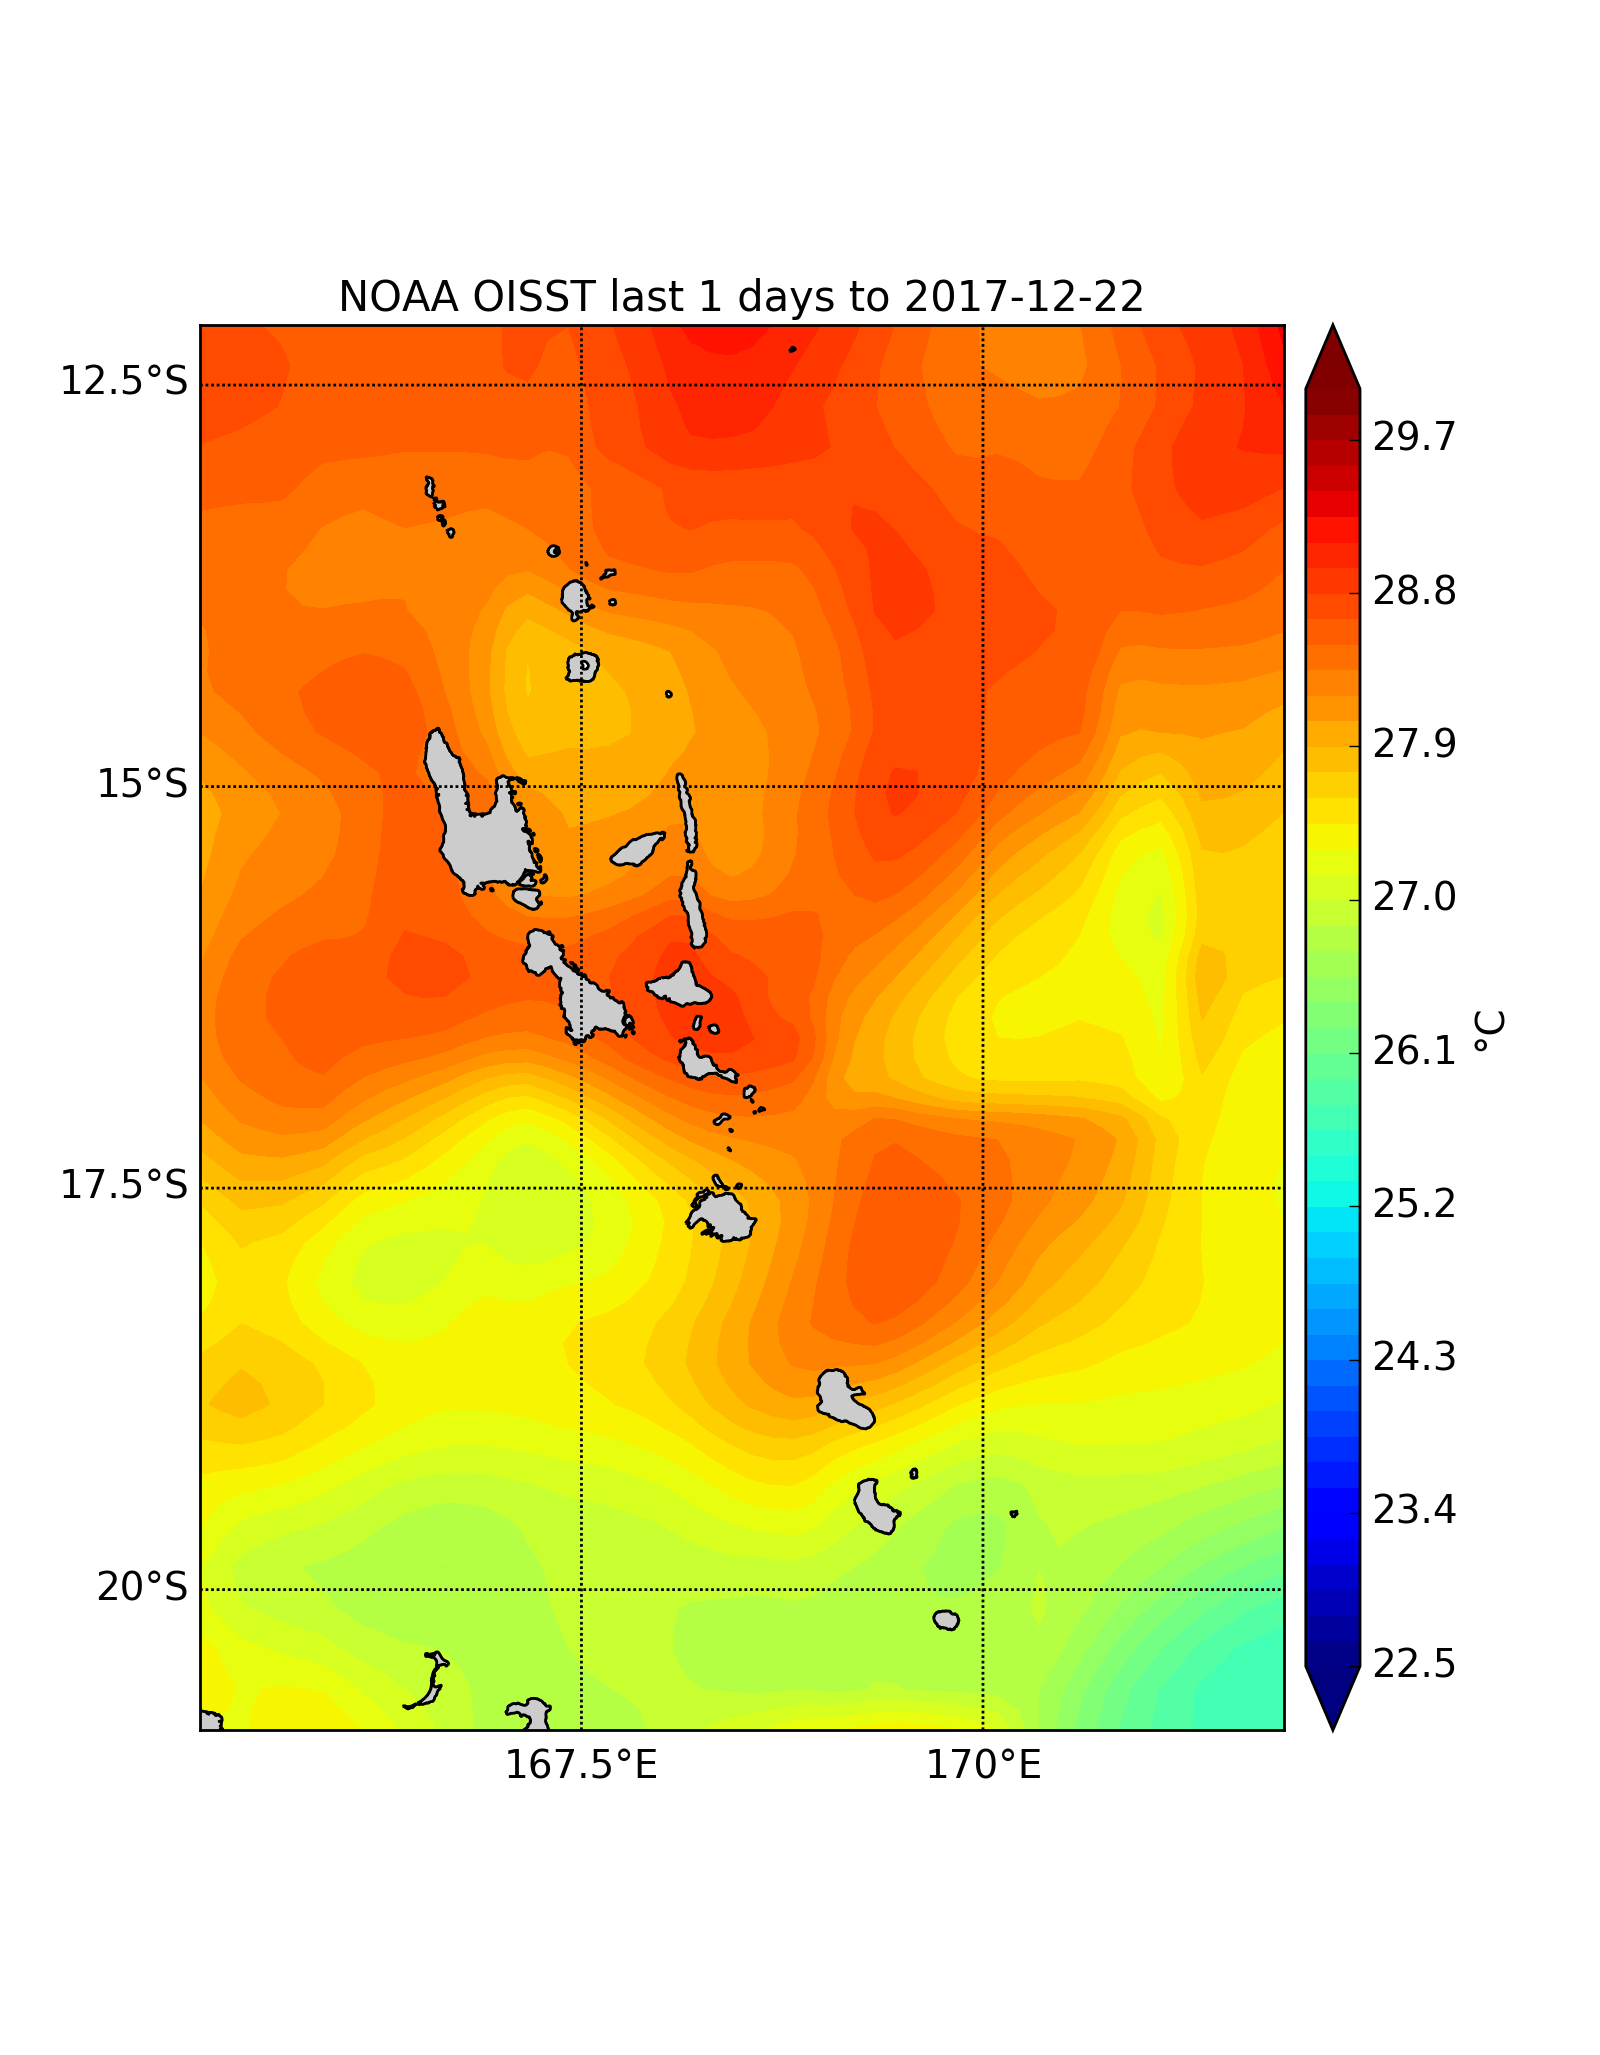 NOAA OISST last 1 days to 2017-12-22
12.5°S
15°S
17.5°S
20°S
167.5°E
170°E
29.7
28.8
27.9
27.0
26.1
25.2
24.3
23.4
22.5
°C